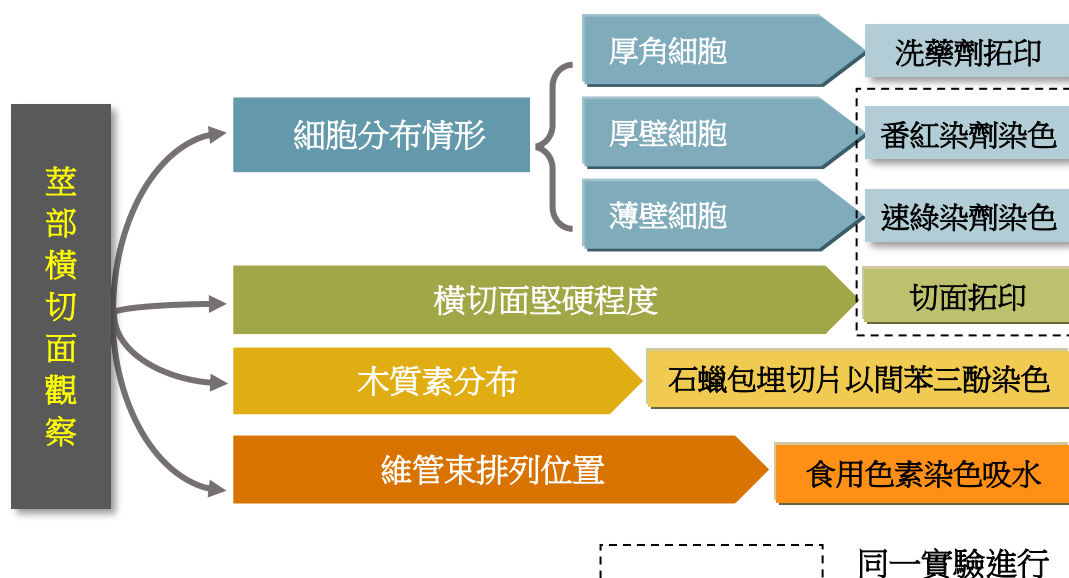 莖部橫切面觀察
細胞分布情形
厚角細胞
洗藥劑拓印
厚壁細胞
番紅染劑染色
薄壁細胞
速綠染劑染色
橫切面堅硬程度
切面拓印
木質素分布
石蠟包埋切片以間苯三酚染色
維管束排列位置
食用色素染色吸水
同一實驗進行